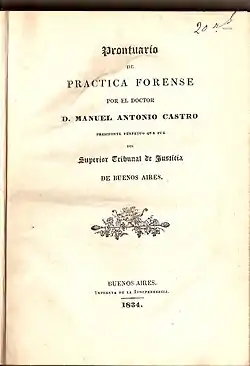 Prontuario
DE
PRACTICA FORENSE
POR EL DOCTOR
D. MANUEL ANTONIO CASTRO
PRESIDENTE PERPETUO QUE FUÉ
DEL
Superior Tribunal de Justicia
DE BUENOS AIRES.
BUENOS AIRES.
IMPRENTA DE LA INDEPENDENCIA.
1834.